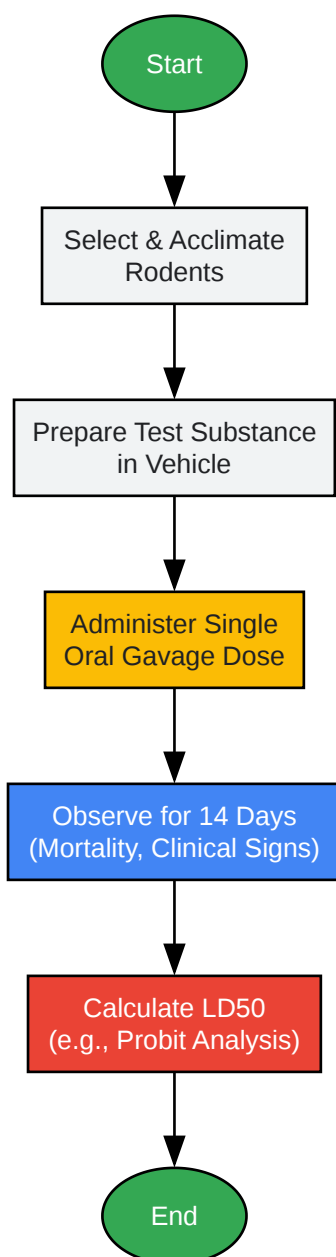 Start
Select & Acclimate
Rodents
Prepare Test Substance
in Vehicle
Administer Single
Oral Gavage Dose
Observe for 14 Days
(Mortality, Clinical Signs)
Calculate LD50
(e.g., Probit Analysis)
End